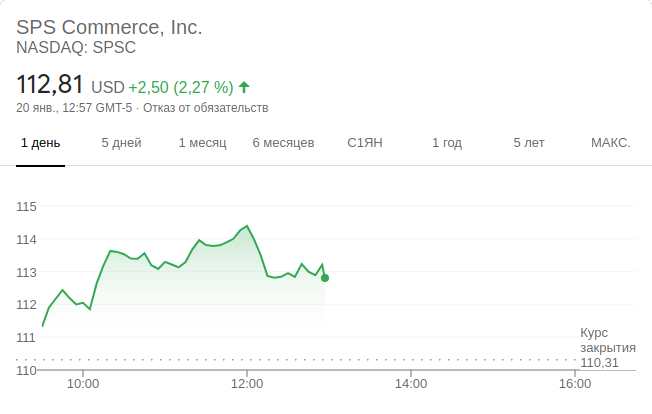 SPS Commerce, Inc.
NASDAQ: SPSC
112,81 USD +2,50 (2,27 %)
20 янв., 12:57 GMT-5 · Отказ от обязательств
1 день 5 дней 1 месяц 6 месяцев С1ЯН 1 год 5 лет МАКС.
115
114
113
112
111
110
Курс
закрытия
110,31
10:00 12:00 14:00 16:00